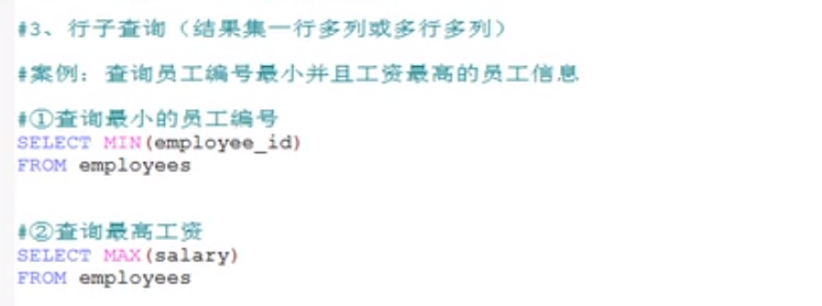 #3、行子查询（结果集一行多列或多行多列）
#案例：查询员工编号最小并且工资最高的员工信息
#①查询最小的员工编号
SELECT MIN(employee_id)
FROM employees
#②查询最高工资
SELECT MAX(salary)
FROM employees